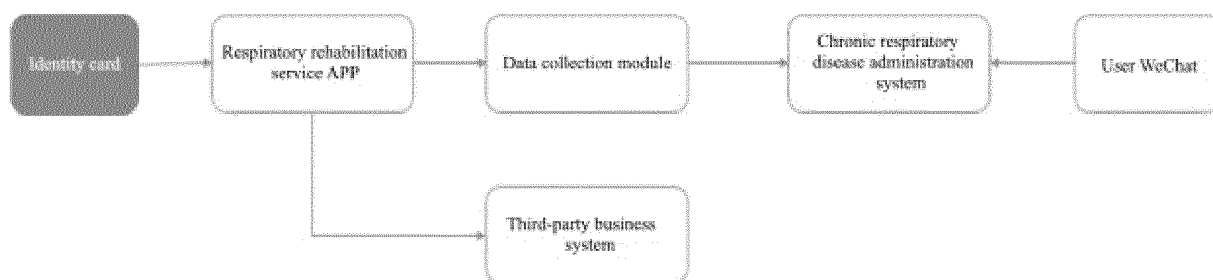 Identity card
Respiratory rehabilitation
service APP
Data collection module
Chronic respiratory
disease administration
system
User WeChat
Third-party business
system